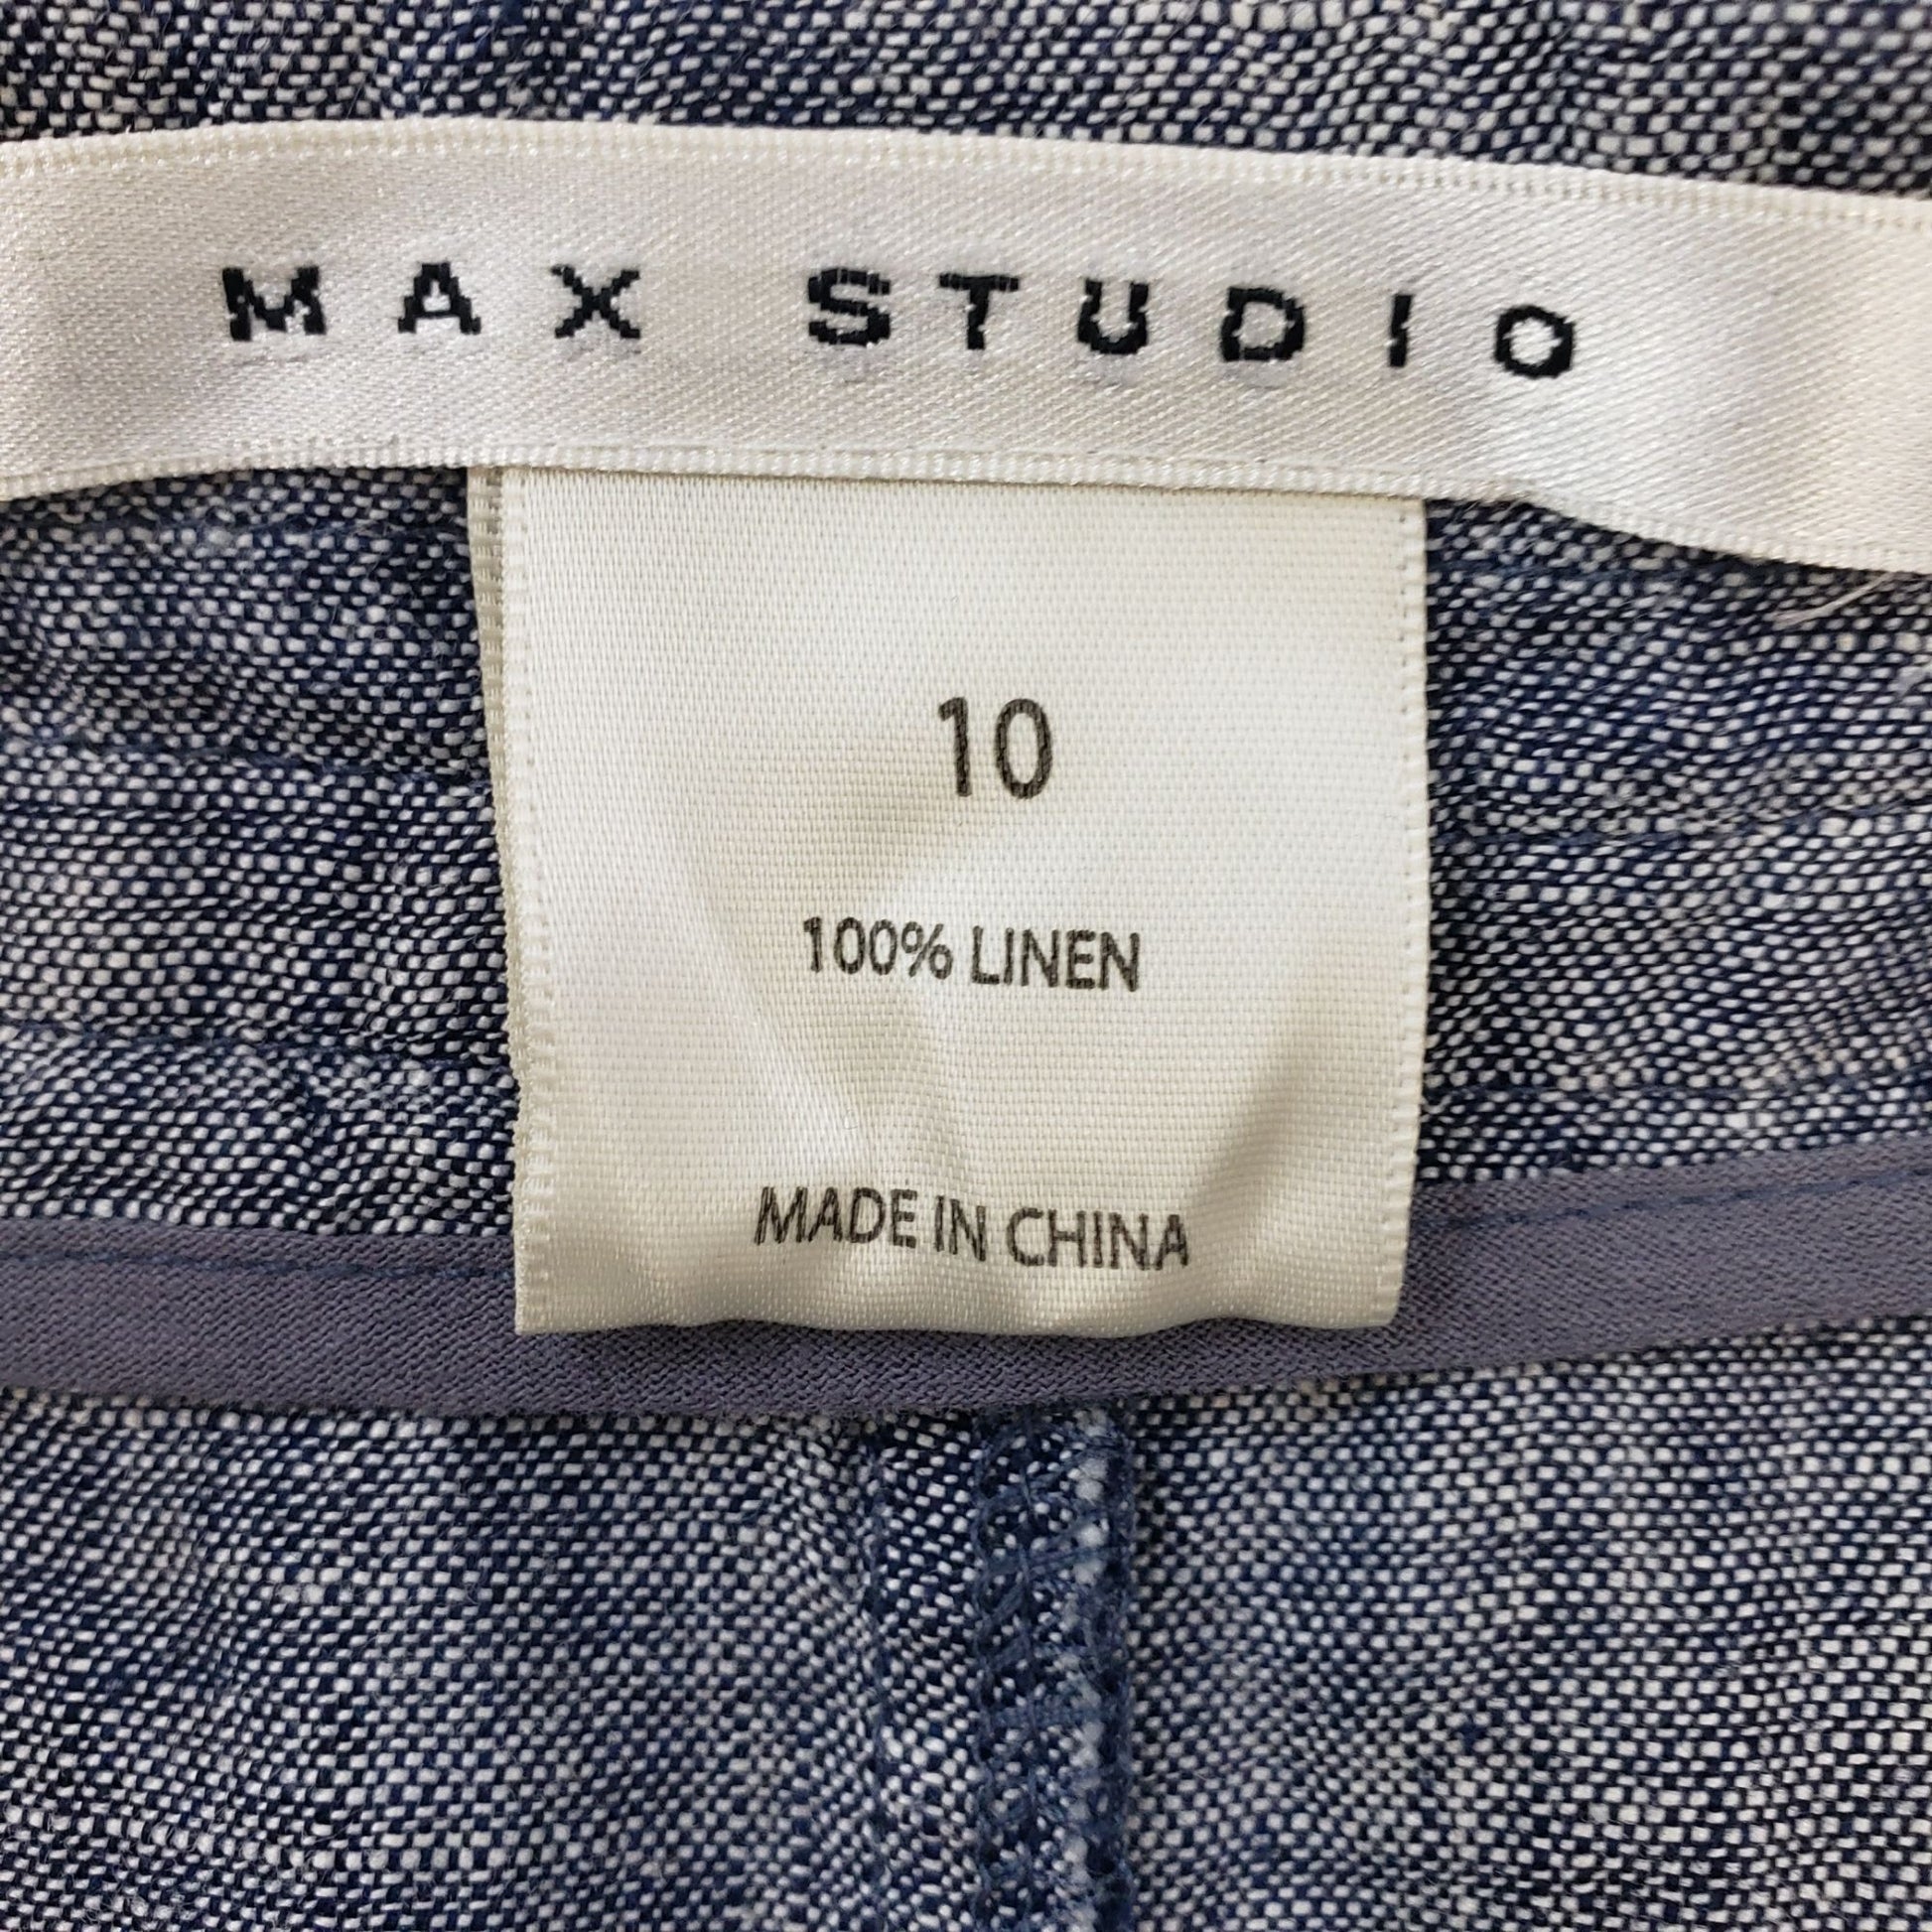 MAX STUDIO
10
100% LINEN
MADE IN CHINA